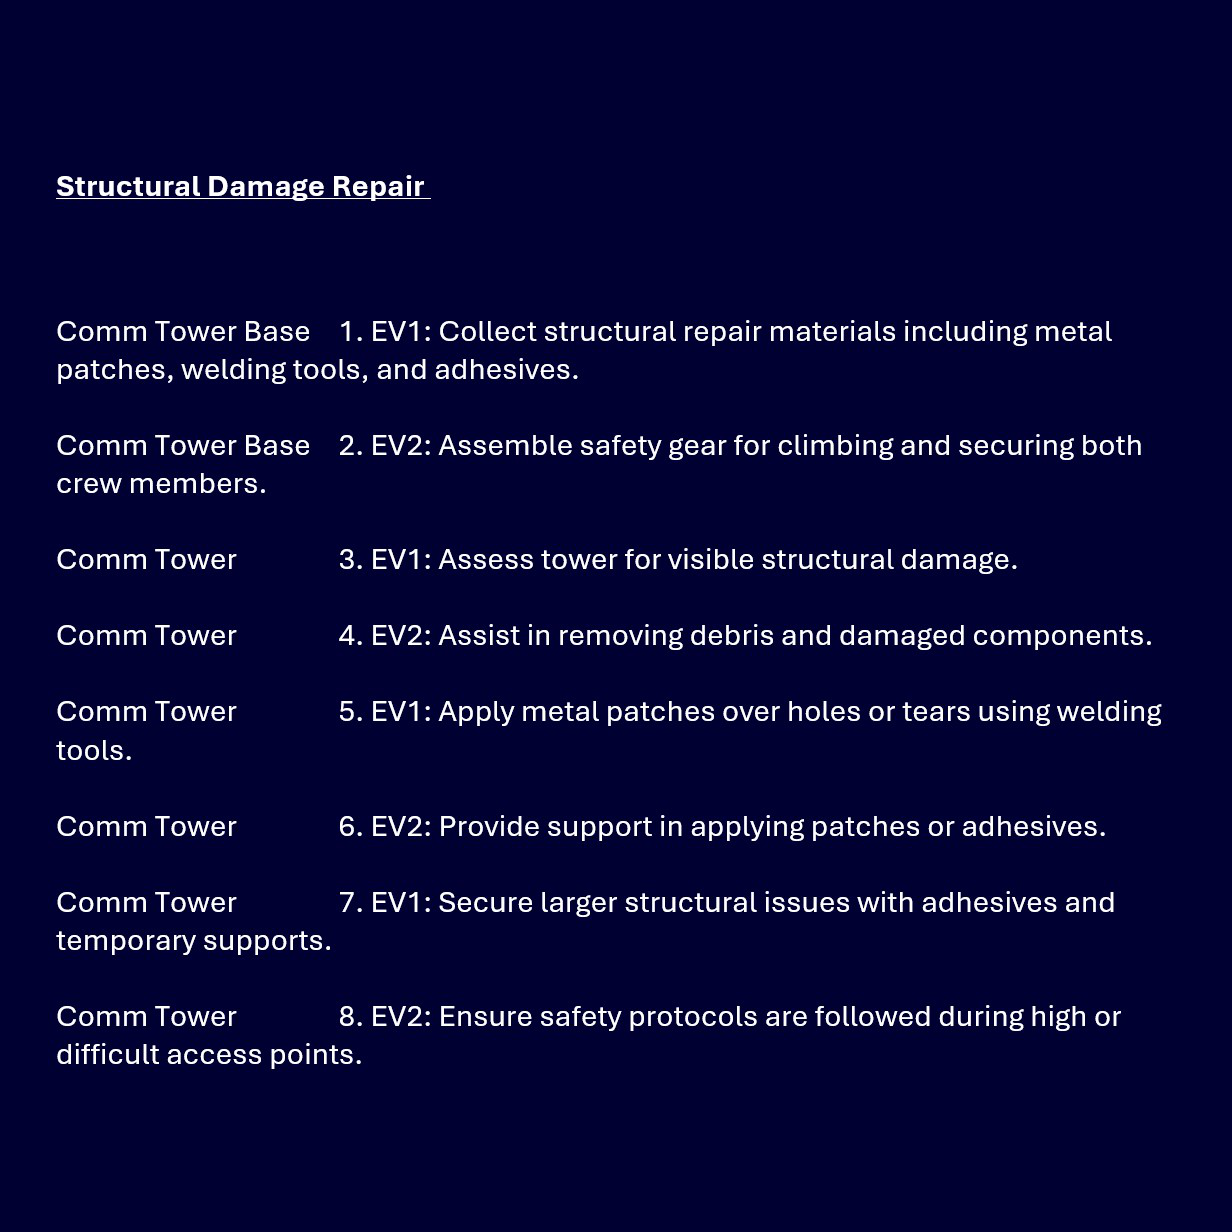 Structural Damage Repair
Comm Tower Base 1. EV1: Collect structural repair materials including metal
patches, welding tools, and adhesives.
Comm Tower Base 2. EV2: Assemble safety gear for climbing and securing both
crew members.
Comm Tower 3. EV1: Assess tower for visible structural damage.
Comm Tower 4. EV2: Assist in removing debris and damaged components.
Comm Tower 5. EV1: Apply metal patches over holes or tears using welding
tools.
Comm Tower 6. EV2: Provide support in applying patches or adhesives.
Comm Tower 7. EV1: Secure larger structural issues with adhesives and
temporary supports.
Comm Tower 8. EV2: Ensure safety protocols are followed during high or
difficult access points.